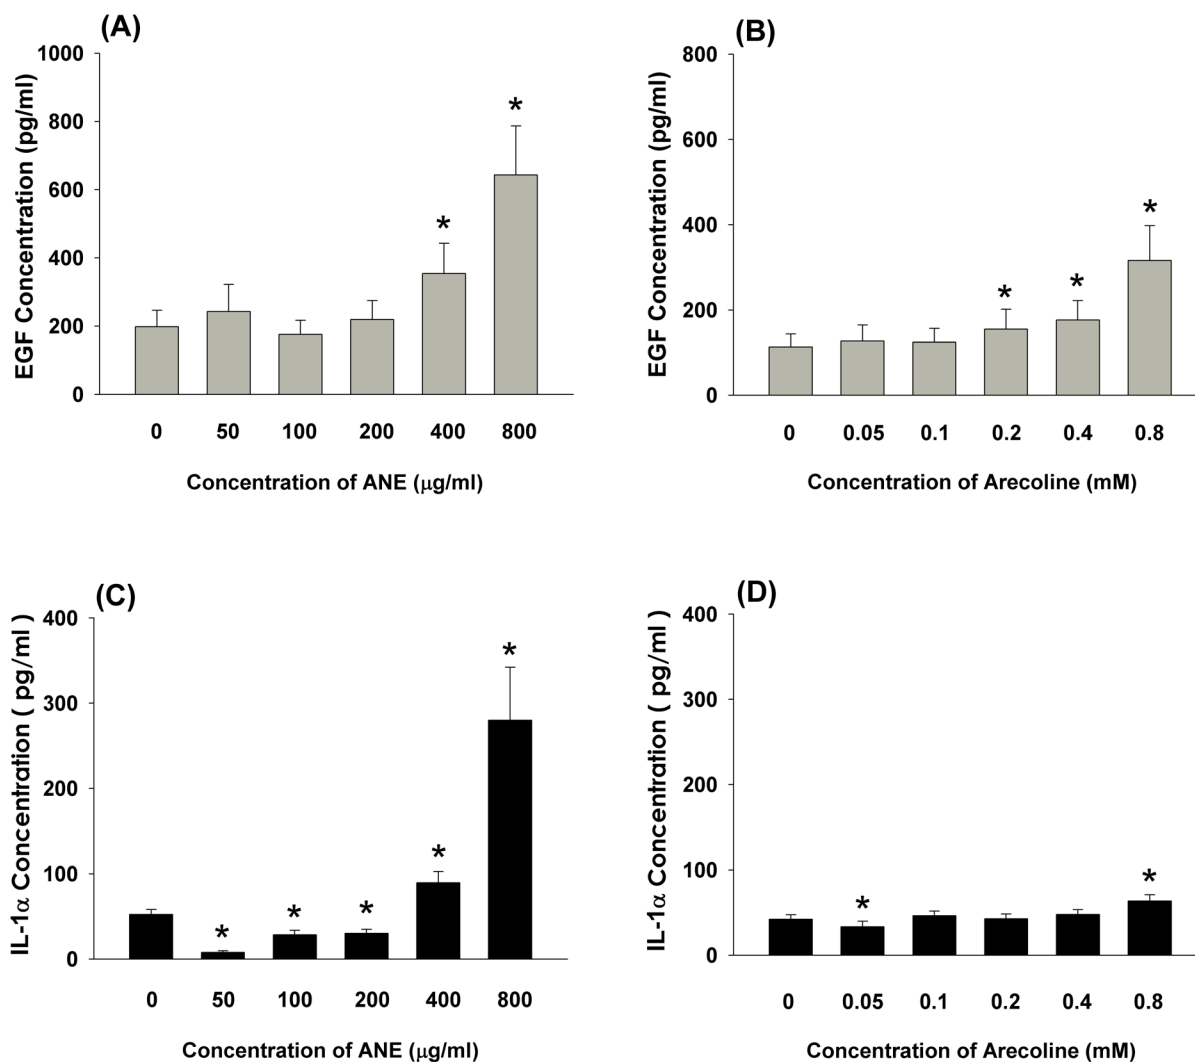 (A)
1000
800
600
400
200
0
EGF Concentration (pg/ml)
*
*
0 50 100 200 400 800
Concentration of ANE (μg/ml)
(B)
800
600
400
200
0
EGF Concentration (pg/ml)
*
*
*
0 0.05 0.1 0.2 0.4 0.8
Concentration of Arecoline (mM)
(C)
400
300
200
100
0
IL-1α Concentration ( pg/ml )
*
*
*
*
*
0 50 100 200 400 800
Concentration of ANE (μg/ml)
(D)
400
300
200
100
0
IL-1α Concentration ( pg/ml )
*
*
0 0.05 0.1 0.2 0.4 0.8
Concentration of Arecoline (mM)